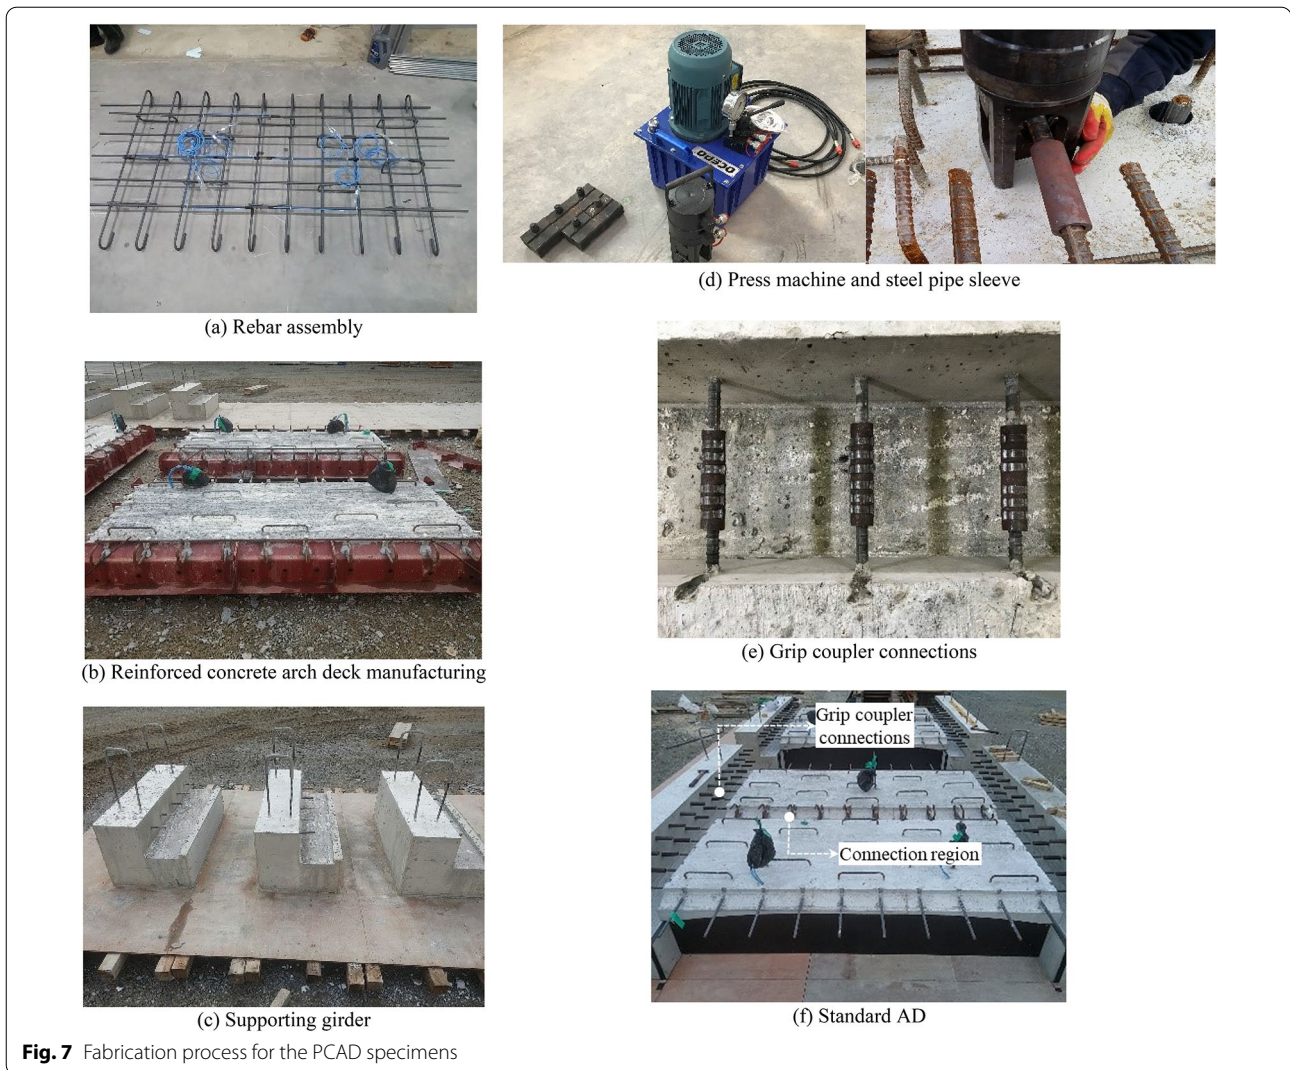 (a) Rebar assembly
OCEPO
(d) Press machine and steel pipe sleeve
(b) Reinforced concrete arch deck manufacturing
(e) Grip coupler connections
(c) Supporting girder
Grip coupler
connections
Connection region
(f) Standard AD
Fig. 7 Fabrication process for the PCAD specimens